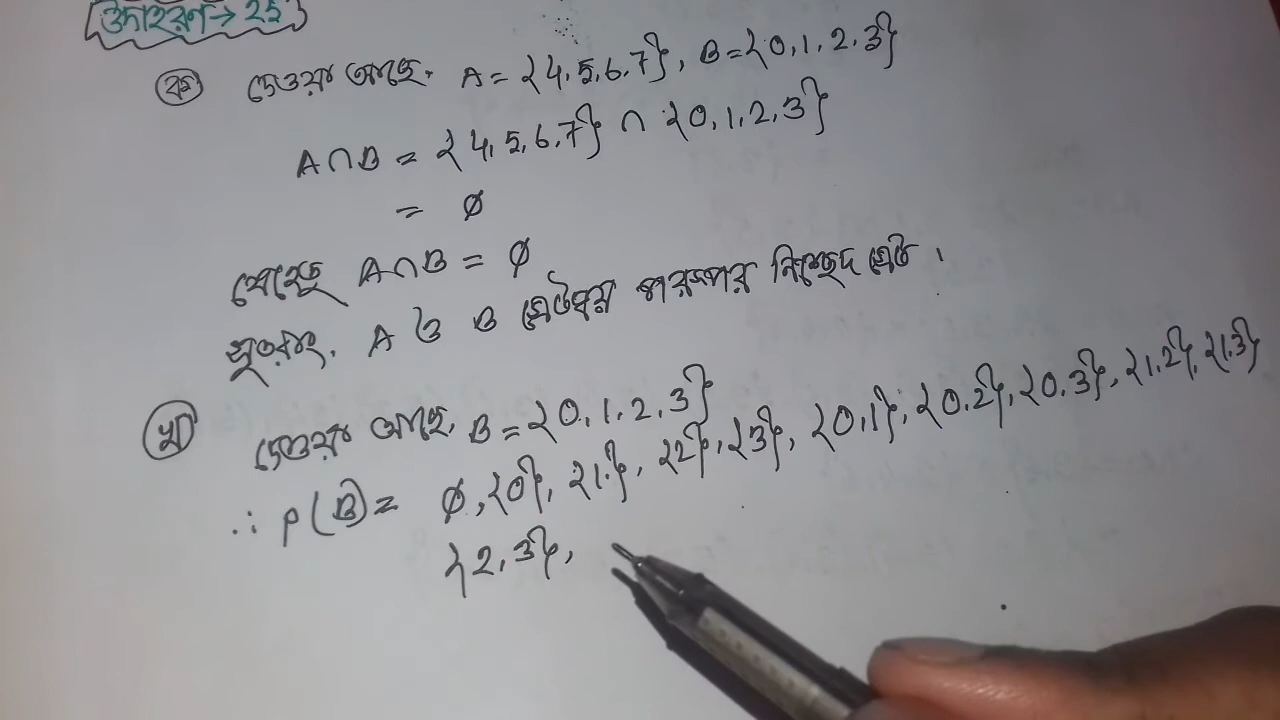 উদাহরণ → 25
ক দেওয়া আছে, A = {4, 5, 6, 7}, B = {0, 1, 2, 3}
A ∩ B = {4, 5, 6, 7} ∩ {0, 1, 2, 3}
= ∅
যেহেতু A ∩ B = ∅
সুতরাং, A ও B সেটদ্বয় পরস্পর নিশ্ছেদ সেট।
খ দেওয়া আছে, B = {0, 1, 2, 3}
∴ P(B) = ∅, {0}, {1}, {2}, {3}, {0, 1}, {0, 2}, {0, 3}, {1, 2}, {1, 3}
{2, 3},